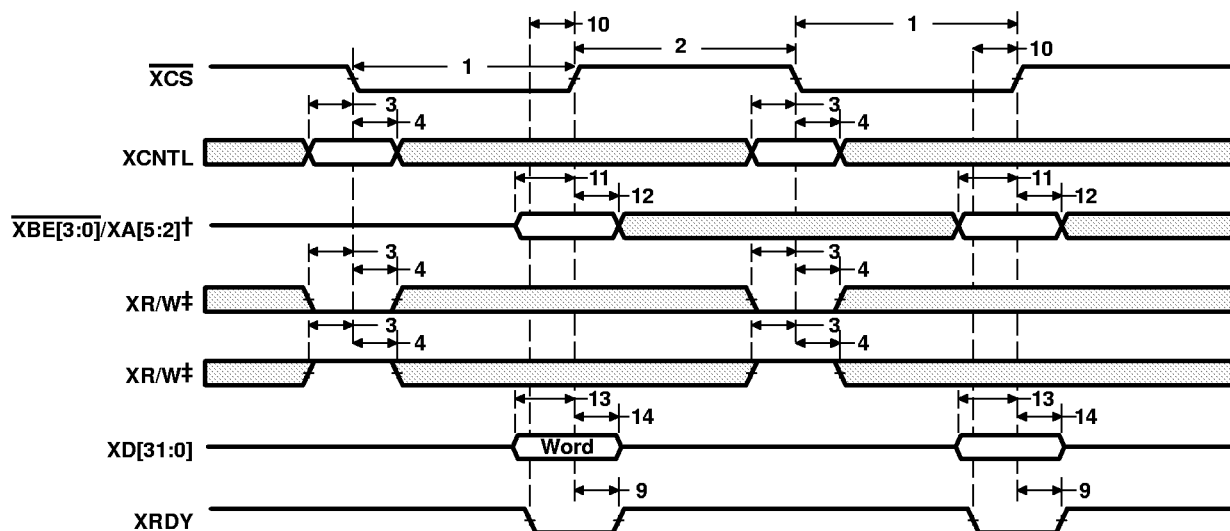 10 1
2 10
X̅C̅S̅ 1
3 3
4 4
XCNTL
11 11
12 12
X̅B̅E̅[̅3̅:̅0̅]̅/XA[5:2]†
3 3
4 4
XR/W‡
3 3
4 4
XR/W‡
13 13
14 14
XD[31:0] Word
9 9
XRDY